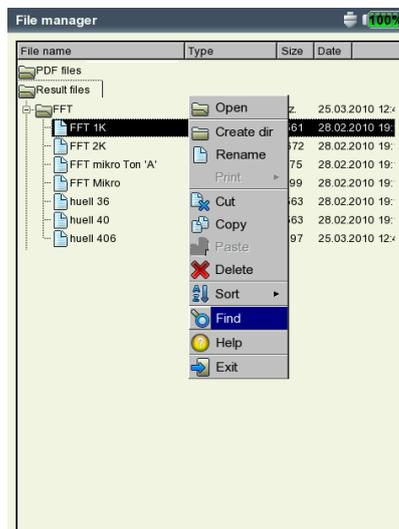 File manager 100%
File name Type Size Date
PDF files
Result files
FFT z. 25.03.2010 12:4
FFT 1K 61 28.02.2010 19:
FFT 2K 72 28.02.2010 19:
FFT mikro Ton 'A' 75 28.02.2010 19:
FFT Mikro 99 28.02.2010 19:
huell 36 63 28.02.2010 19:
huell 40 63 28.02.2010 19:
huell 406 97 25.03.2010 12:4
Open
Create dir
Rename
Print
Cut
Copy
Paste
Delete
Sort
Find
Help
Exit